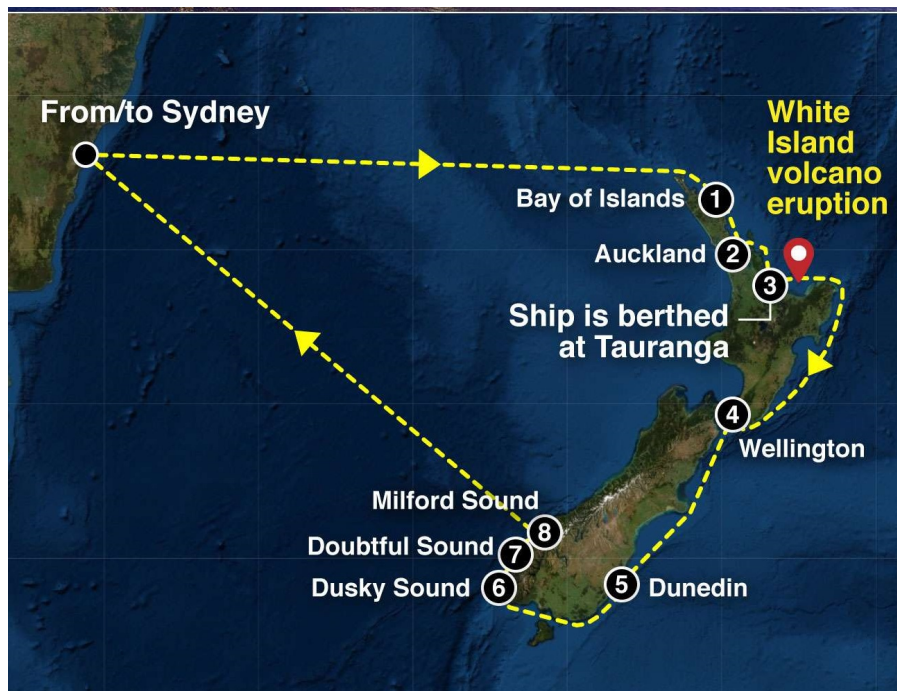 From/to Sydney
White
Island
volcano
eruption
Bay of Islands
1
Auckland
2
3
Ship is berthed
at Tauranga
4
Wellington
Milford Sound
8
Doubtful Sound
7
Dusky Sound
6
5
Dunedin